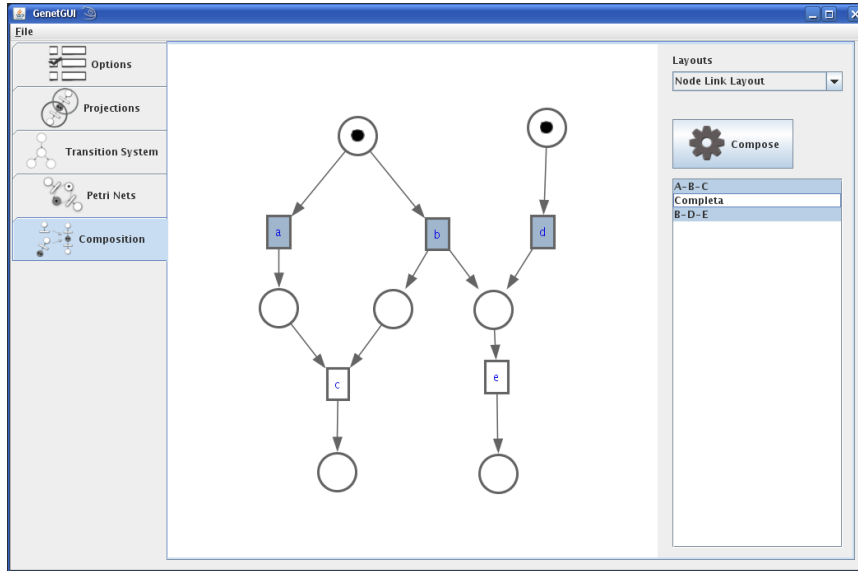 GenetGUI
File
Options
Projections
Transition System
Petri Nets
Composition
a
b
d
c
e
Layouts
Node Link Layout
Compose
A-B-C
Completa
B-D-E